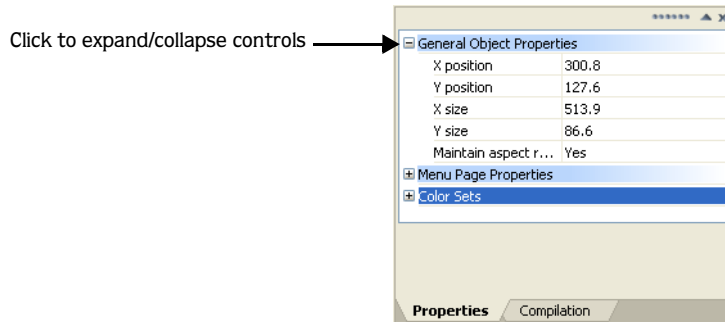 Click to expand/collapse controls
General Object Properties
X position 300.8
Y position 127.6
X size 513.9
Y size 86.6
Maintain aspect r... Yes
Menu Page Properties
Color Sets
Properties Compilation